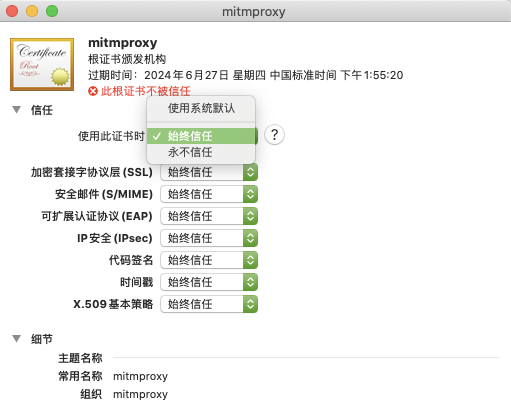 mitmproxy
Certificate
Root
mitmproxy
根证书颁发机构
过期时间：2024年6月27日 星期四 中国标准时间 下午1:55:20
此根证书不被信任
信任
使用系统默认
使用此证书时
✓ 始终信任
?
永不信任
加密套接字协议层 (SSL) 始终信任
安全邮件 (S/MIME) 始终信任
可扩展认证协议 (EAP) 始终信任
IP 安全 (IPsec) 始终信任
代码签名 始终信任
时间戳 始终信任
X.509 基本策略 始终信任
细节
主题名称
常用名称 mitmproxy
组织 mitmproxy